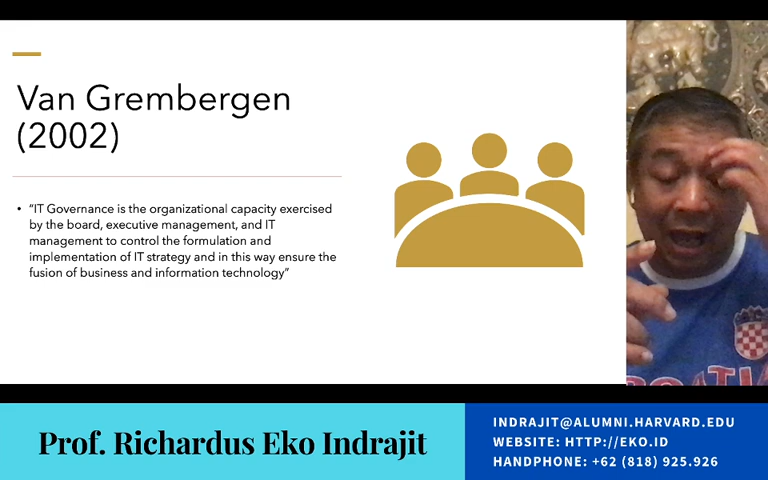 Van Grembergen
(2002)
• “IT Governance is the organizational capacity exercised
by the board, executive management, and IT
management to control the formulation and
implementation of IT strategy and in this way ensure the
fusion of business and information technology”
Prof. Richardus Eko Indrajit
INDRAJIT@ALUMNI.HARVARD.EDU
WEBSITE: HTTP://EKO.ID
HANDPHONE: +62 (818) 925.926